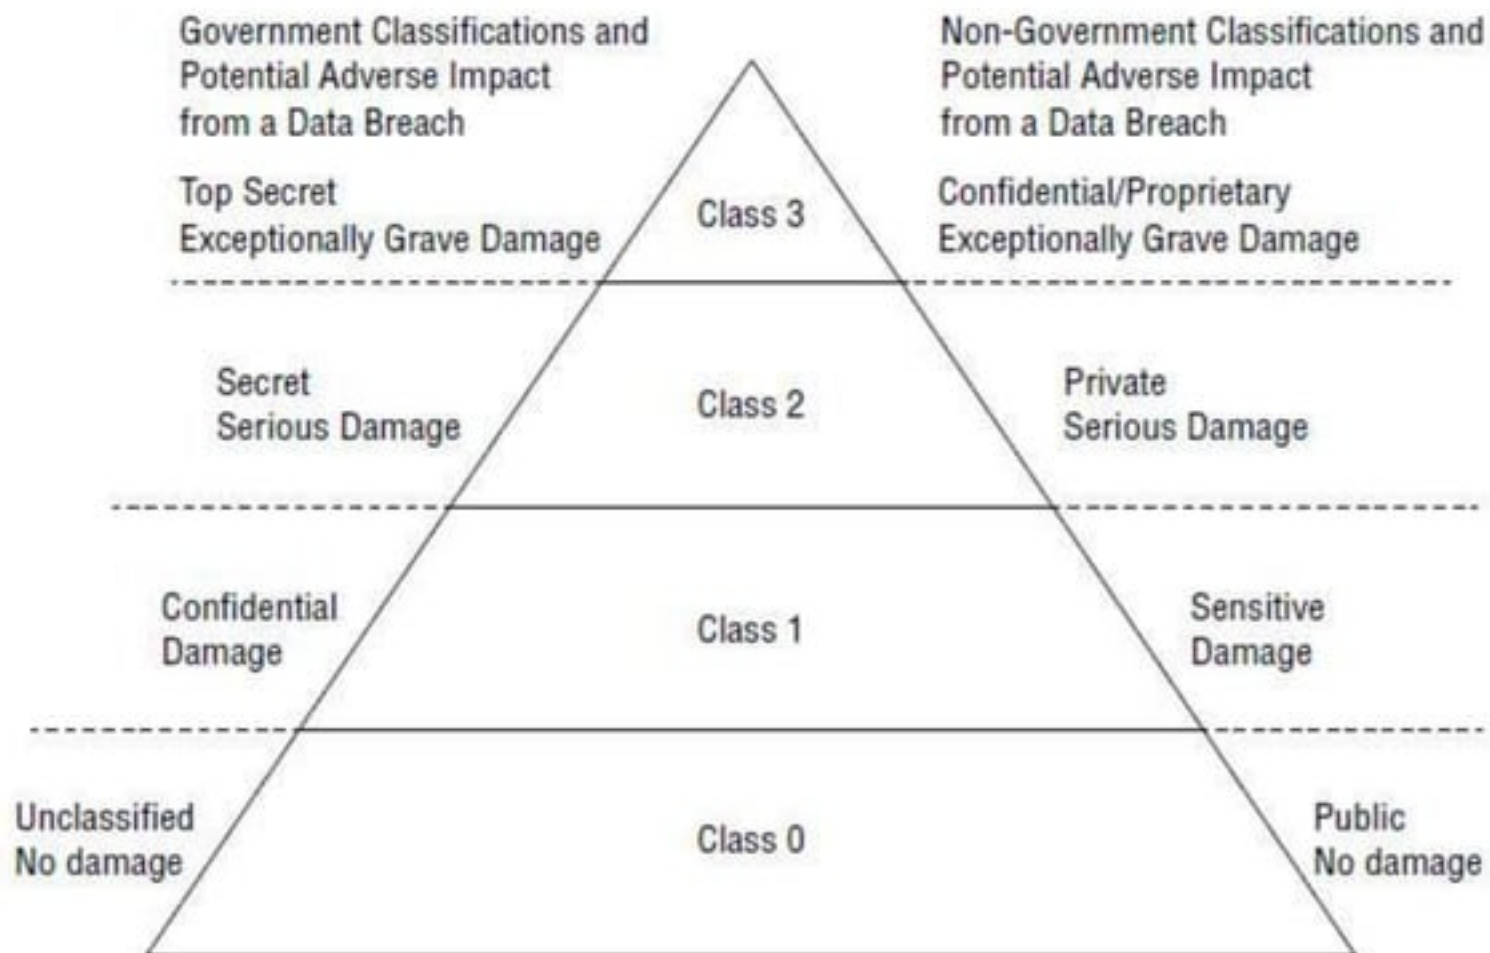 Government Classifications and
Potential Adverse Impact
from a Data Breach
Non-Government Classifications and
Potential Adverse Impact
from a Data Breach
Top Secret
Exceptionally Grave Damage
Class 3
Confidential/Proprietary
Exceptionally Grave Damage
Secret
Serious Damage
Class 2
Private
Serious Damage
Confidential
Damage
Class 1
Sensitive
Damage
Unclassified
No damage
Class 0
Public
No damage